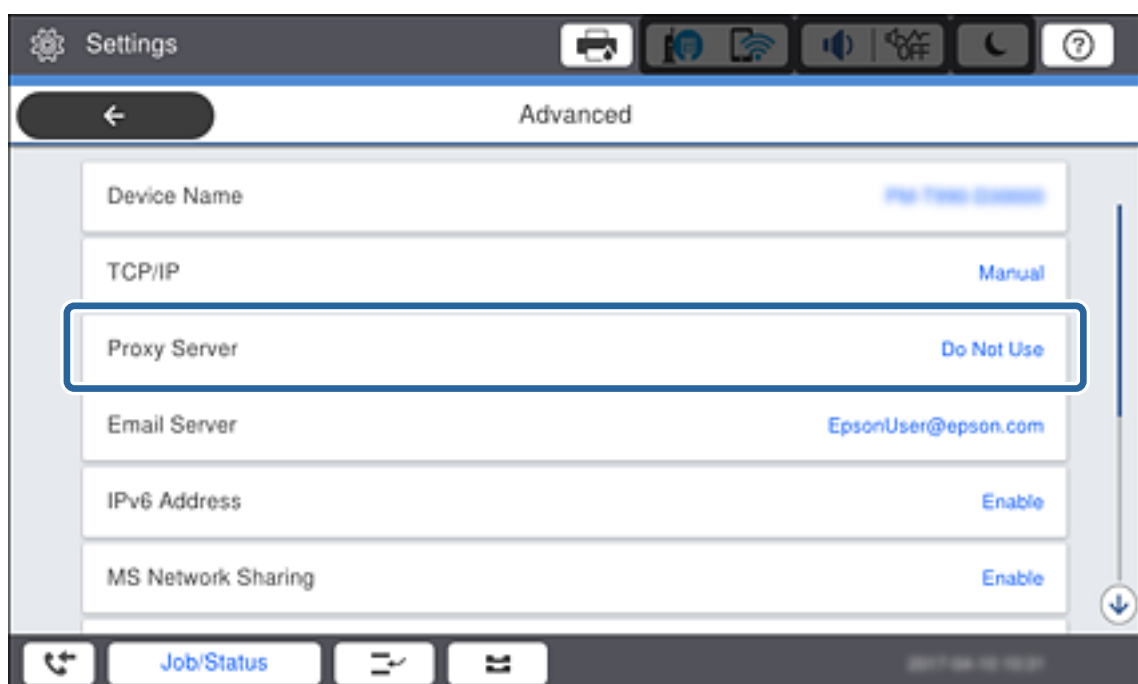 Settings
OFF
Advanced
Device Name
TCP/IP Manual
Proxy Server Do Not Use
Email Server EpsonUser@epson.com
IPv6 Address Enable
MS Network Sharing Enable
Job/Status